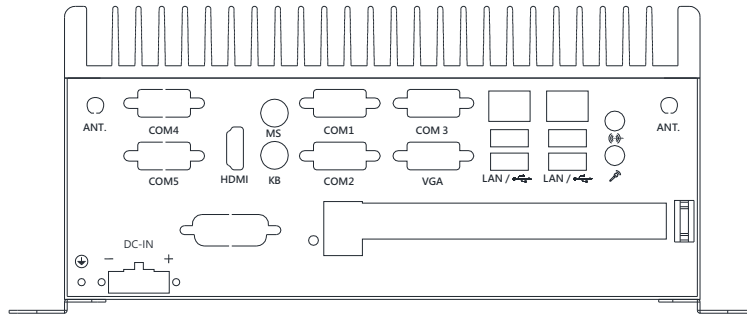 ANT.
COM4
MS
COM1
COM 3
ANT.
COM5
HDMI
KB
COM2
VGA
LAN /
LAN /
DC-IN
− +